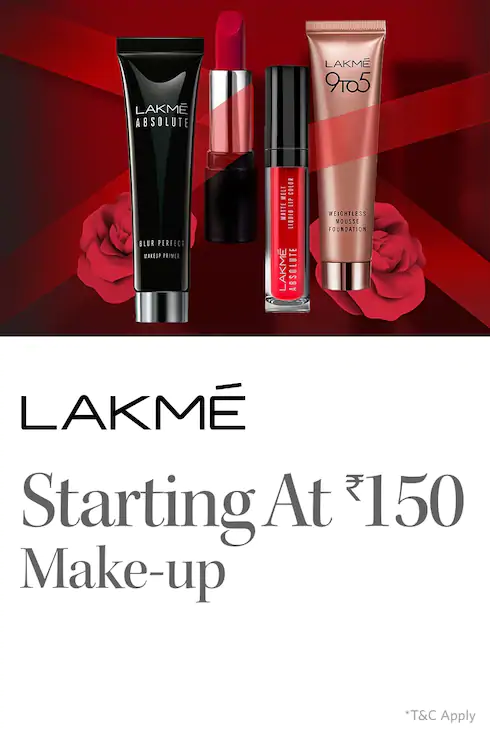 LAKMÉ
ABSOLUTE
BLUR PERFECT
MAKEUP PRIMER
LAKMÉ
ABSOLUTE
MATTE MELT
LIQUID LIP COLOR
LAKMÉ
9TO5
WEIGHTLESS
MOUSSE
FOUNDATION
LAKMÉ
Starting At ₹150
Make-up
*T&C Apply